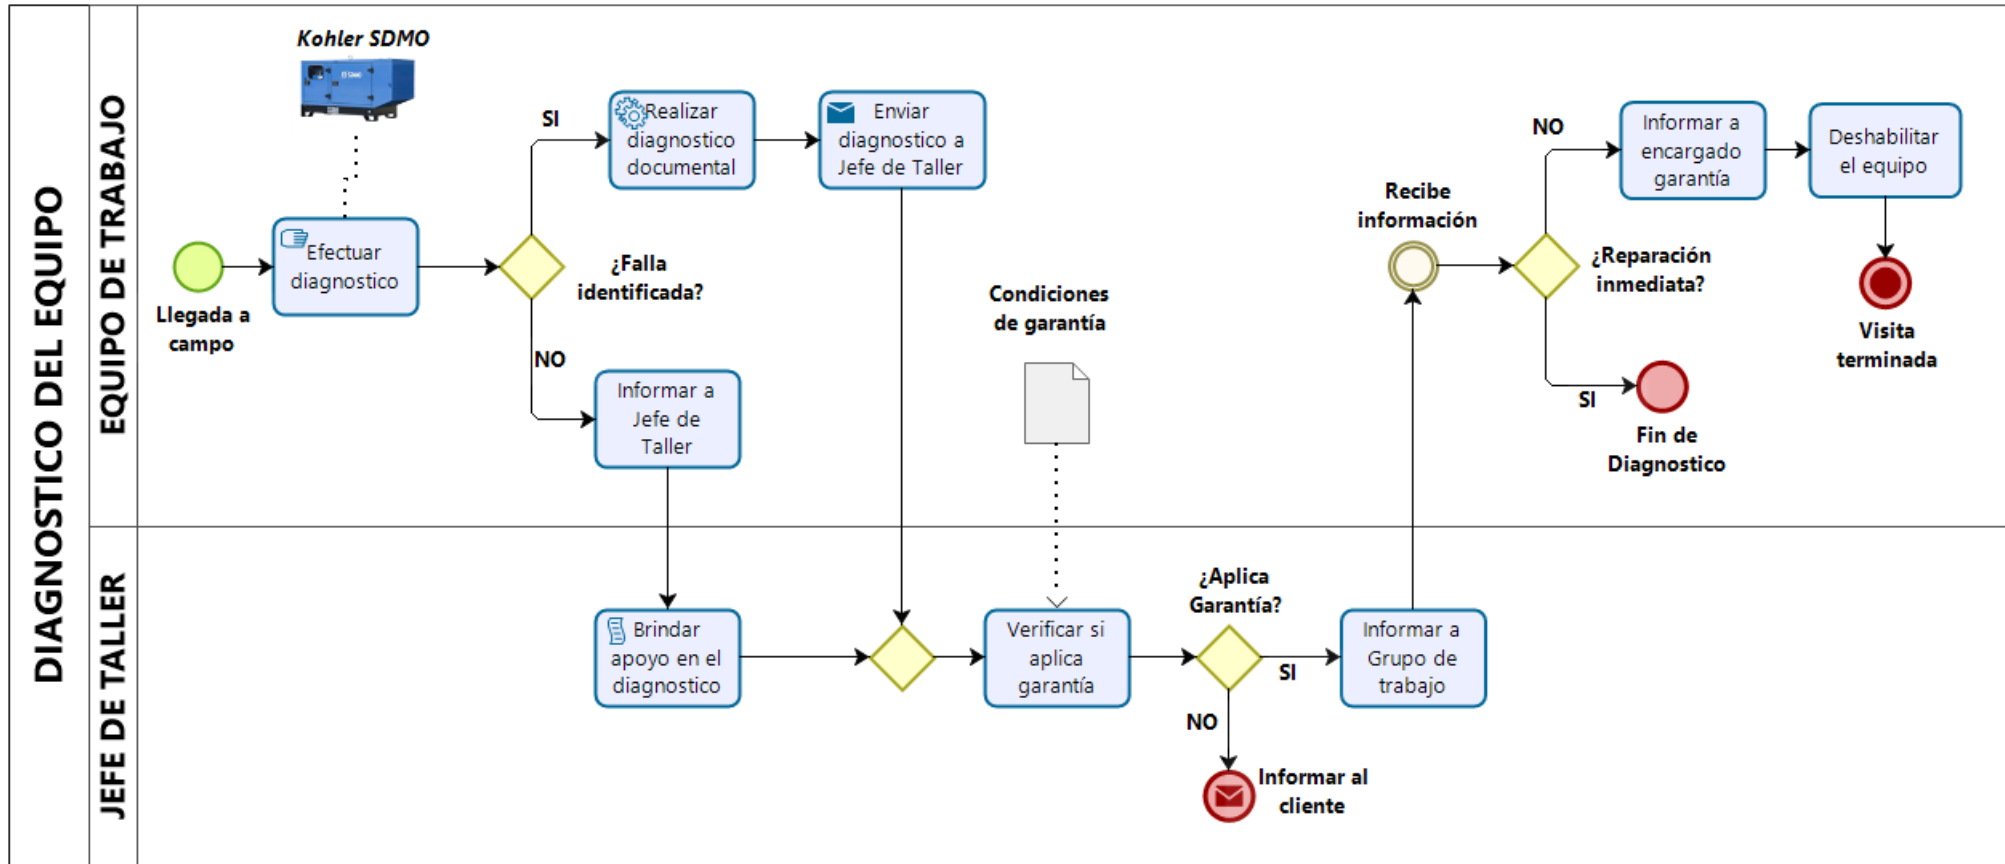 DIAGNOSTICO DEL EQUIPO
EQUIPO DE TRABAJO
Kohler SDMO
SDMO
Llegada a
campo
Efectuar
diagnostico
¿Falla
identificada?
SI
Realizar
diagnostico
documental
Enviar
diagnostico a
Jefe de Taller
NO
Informar a
Jefe de
Taller
Condiciones
de garantía
Recibe
información
¿Reparación
inmediata?
NO
Informar a
encargado
garantía
Deshabilitar
el equipo
Visita
terminada
SI
Fin de
Diagnostico
JEFE DE TALLER
Brindar
apoyo en el
diagnostico
Verificar si
aplica
garantía
¿Aplica
Garantía?
SI
Informar a
Grupo de
trabajo
NO
Informar al
cliente